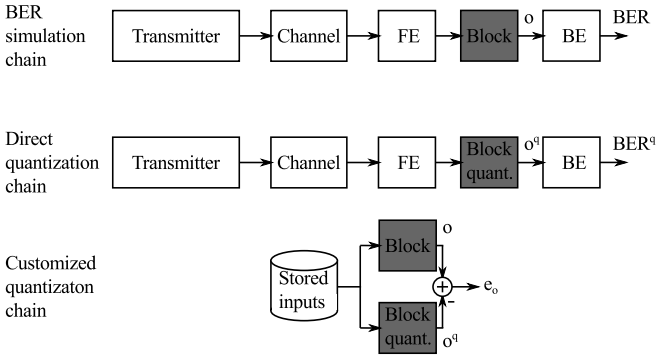 BER
simulation
chain
Transmitter
Channel
FE
Block
o
BE
BER
Direct
quantization
chain
Transmitter
Channel
FE
Block
quant.
o^q
BE
BER^q
Customized
quantizaton
chain
Stored
inputs
Block
o
Block
quant.
o^q
+
-
e_o